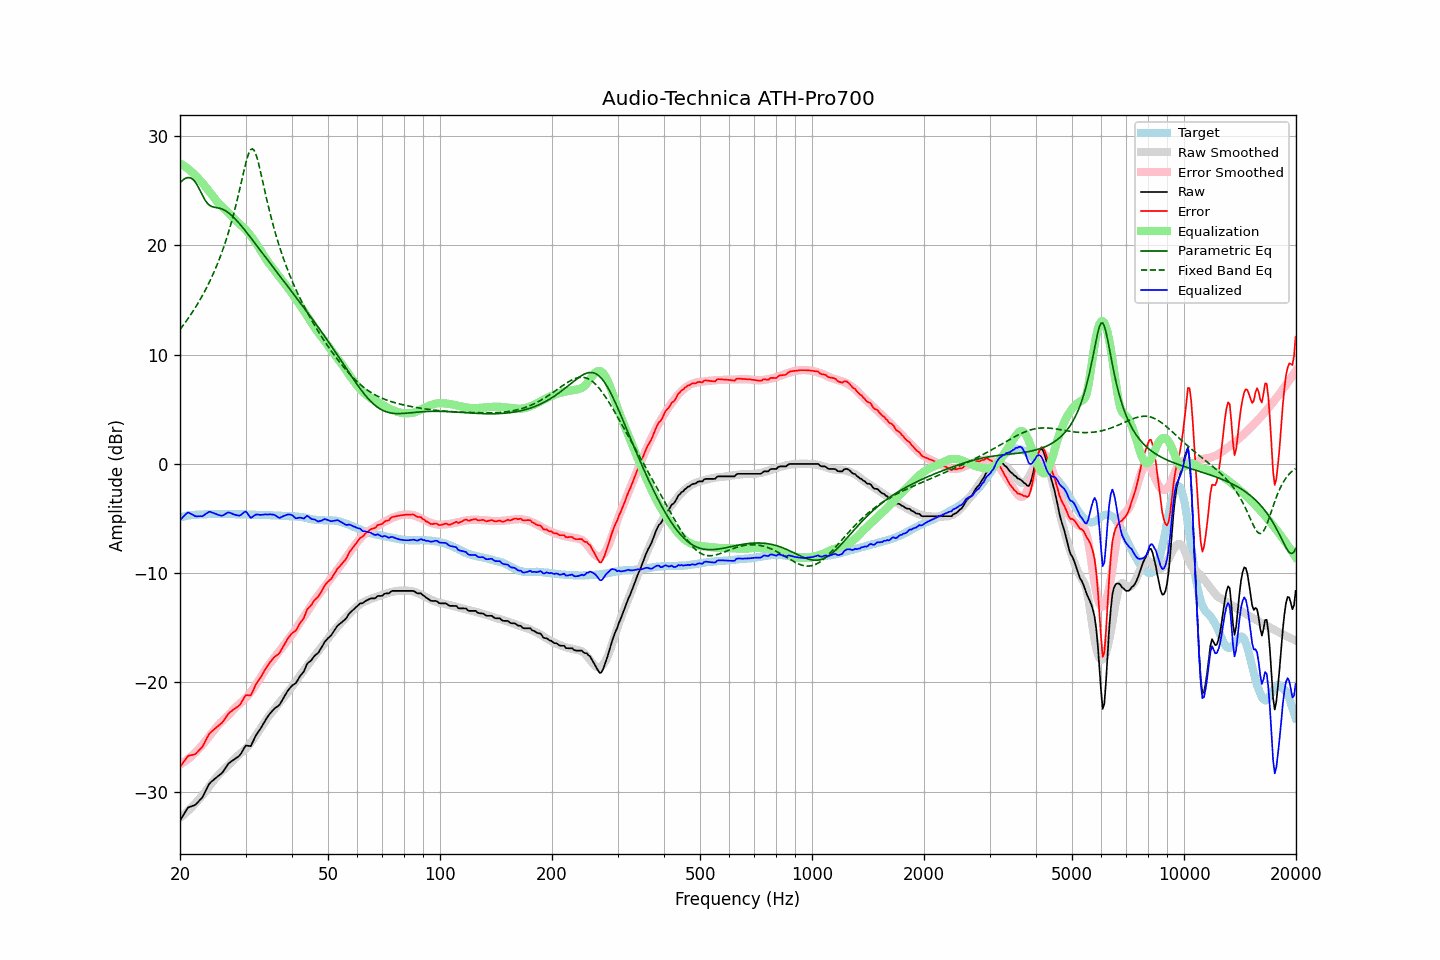 Audio-Technica ATH-Pro700
30
20
10
0
−10
−20
−30
Amplitude (dBr)
Target
Raw Smoothed
Error Smoothed
Raw
Error
Equalization
Parametric Eq
Fixed Band Eq
Equalized
20 50 100 200 500 1000 2000 5000 10000 20000
Frequency (Hz)